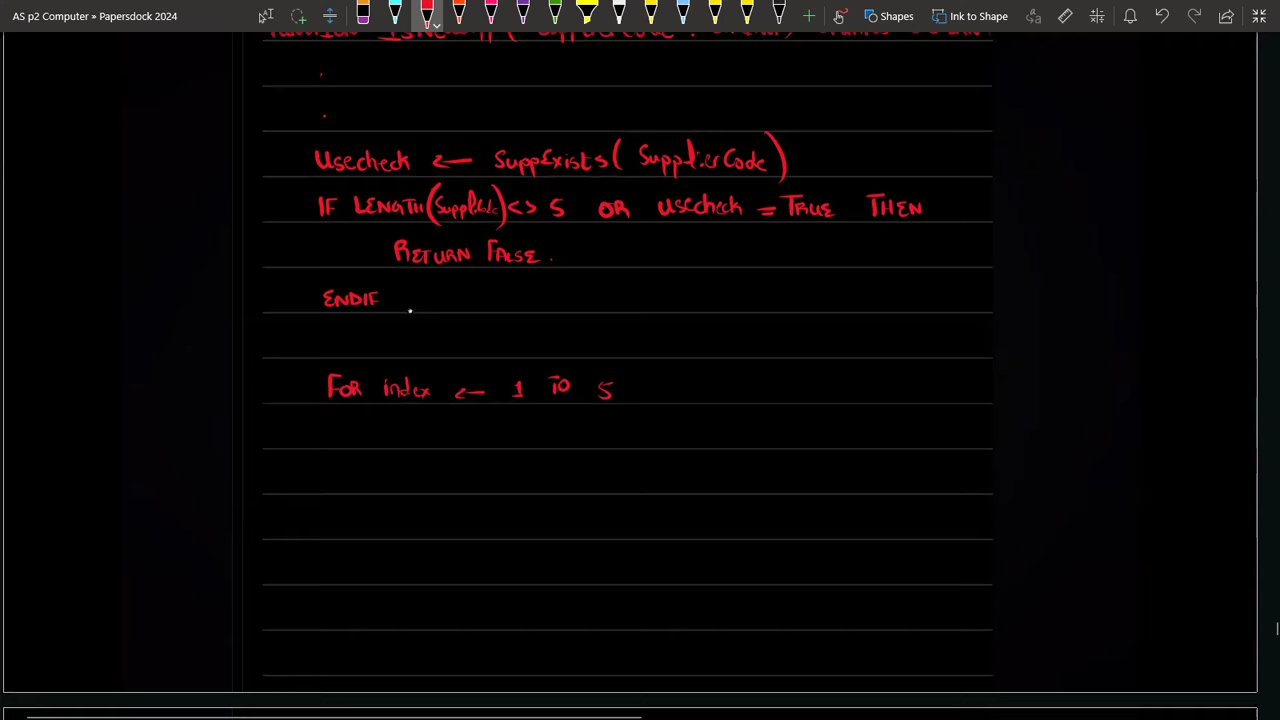 AS p2 Computer » Papersdock 2024
Shapes
Ink to Shape
Usecheck ← SuppExists( SupplierCode )
IF LENGTH( ) <> 5 OR usecheck = TRUE THEN
RETURN FALSE.
ENDIF
FOR index ← 1 TO 5